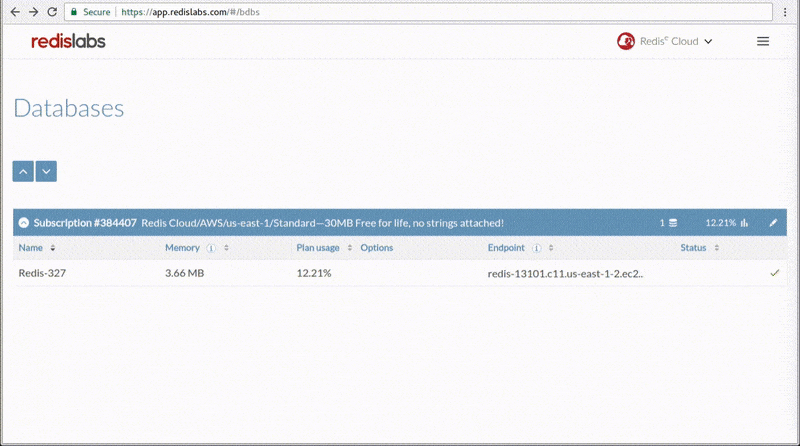 Secure https://app.redislabs.com/#/bdbs
redislabs
Redisᵉ Cloud
Databases
Subscription #384407 Redis Cloud/AWS/us-east-1/Standard—30MB Free for life, no strings attached! 1 12.21%
Name Memory Plan usage Options Endpoint Status
Redis-327 3.66 MB 12.21% redis-13101.c11.us-east-1-2.ec2..